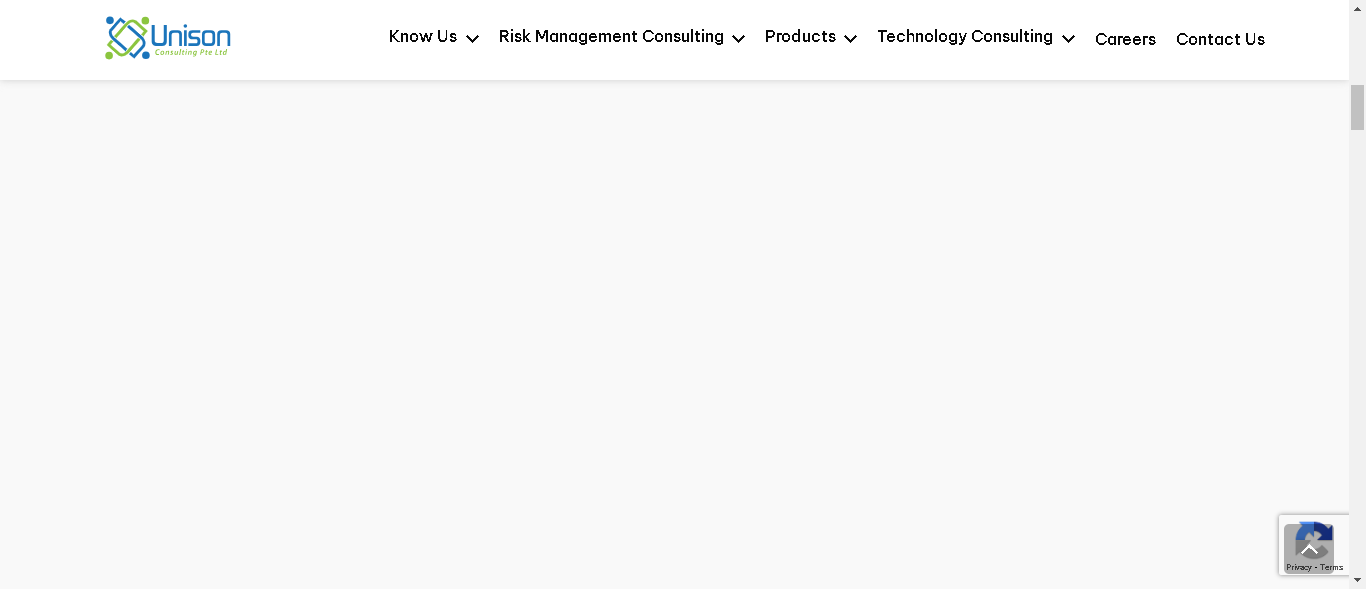 Unison
Consulting Pte Ltd
Know Us Risk Management Consulting Products Technology Consulting Careers Contact Us
Privacy - Terms